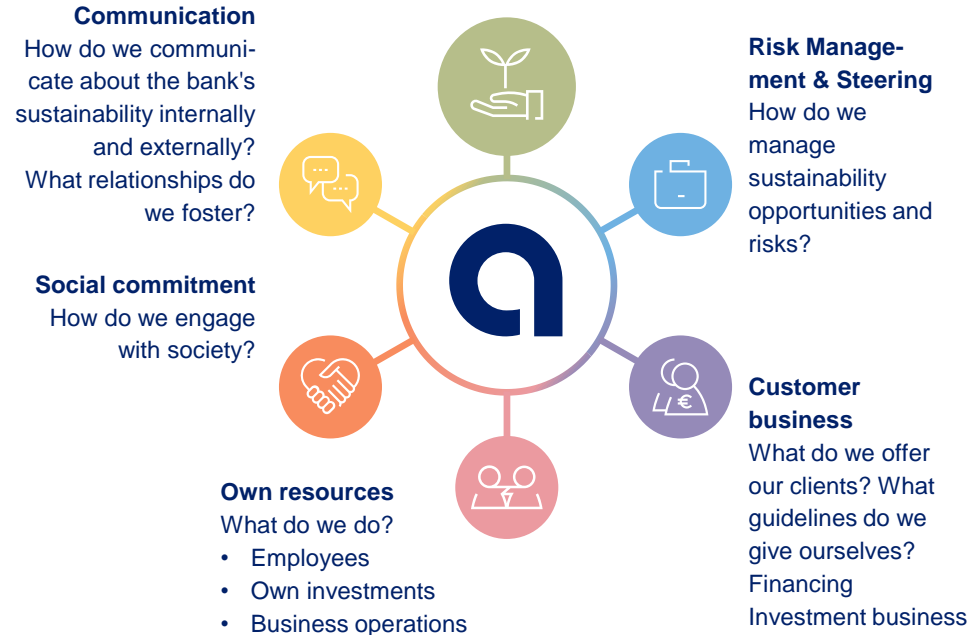 Communication
How do we communi-
cate about the bank's
sustainability internally
and externally?
What relationships do
we foster?
Risk Manage-
ment & Steering
How do we
manage
sustainability
opportunities and
risks?
Social commitment
How do we engage
with society?
Customer
business
What do we offer
our clients? What
guidelines do we
give ourselves?
Financing
Investment business
Own resources
What do we do?
• Employees
• Own investments
• Business operations
a
€